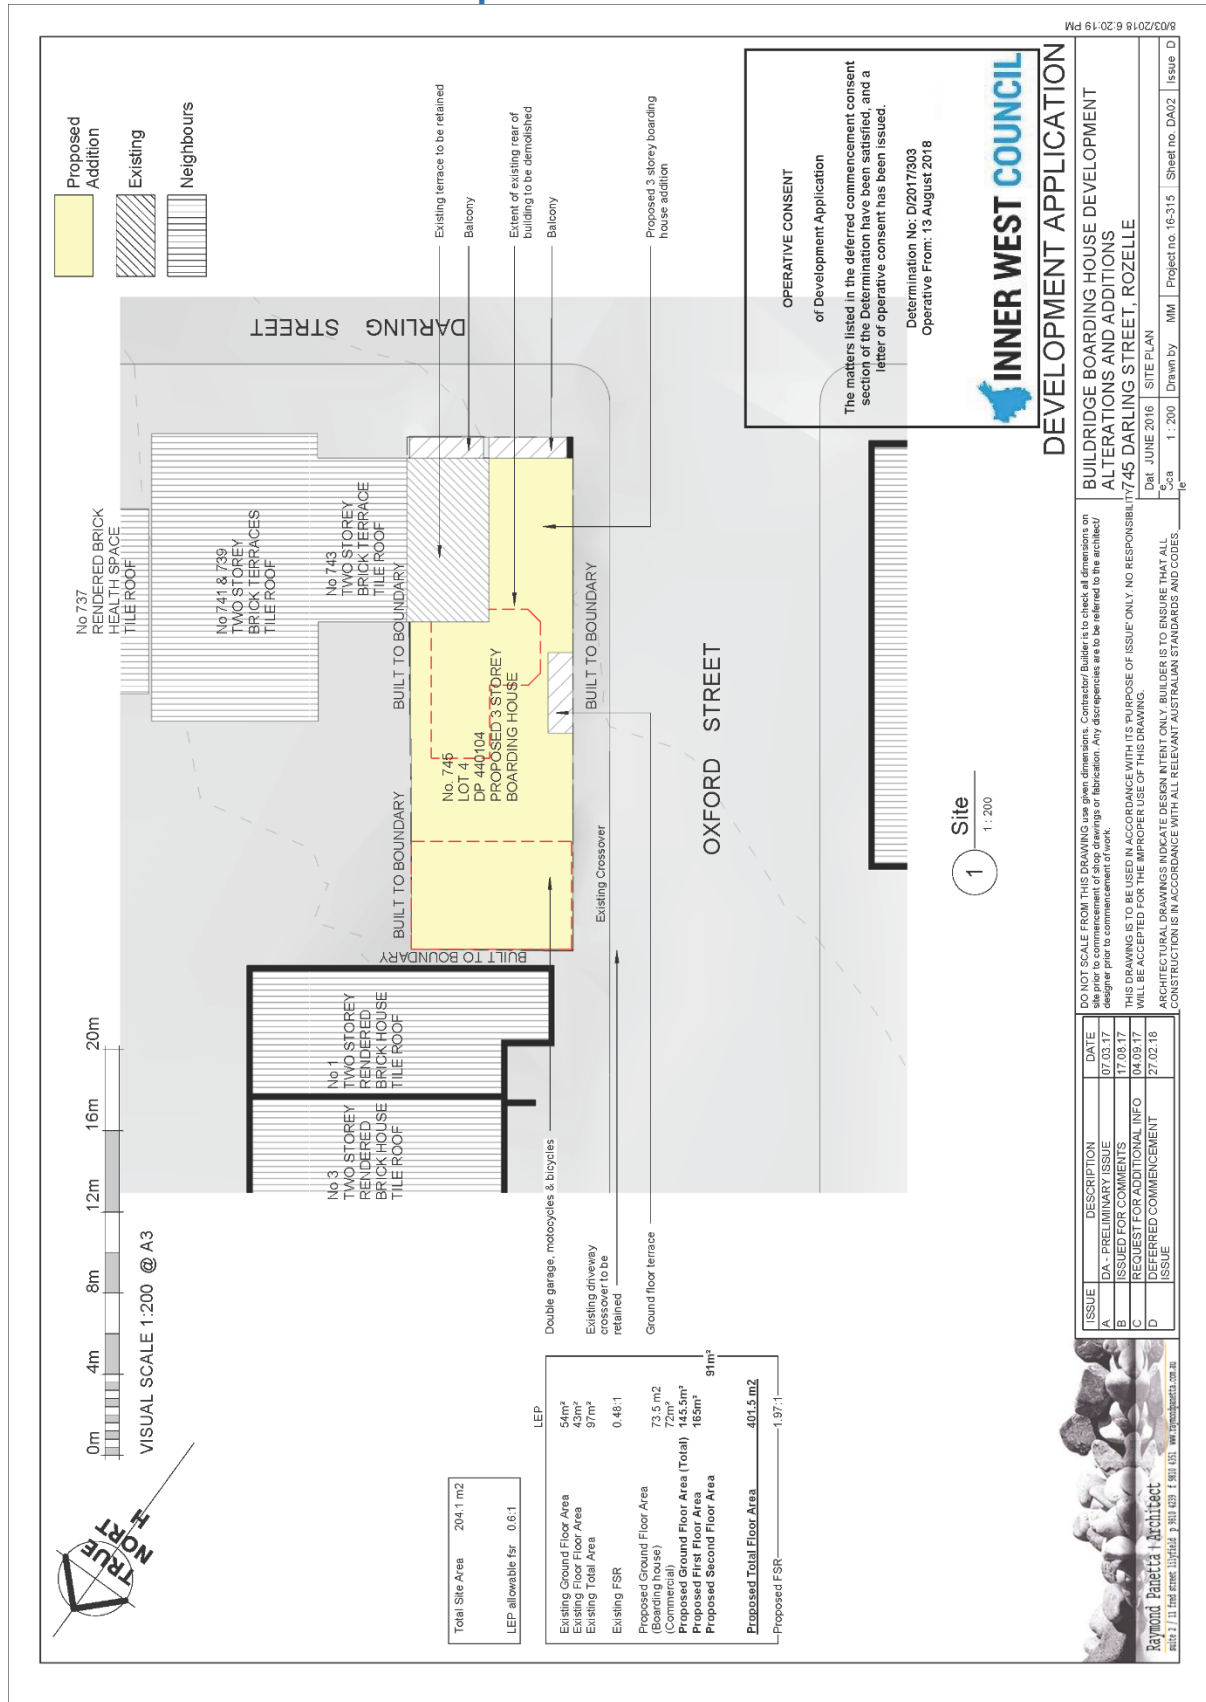 0m 4m 8m 12m 16m 20m
VISUAL SCALE 1:200 @ A3
TRUE
NORT
H
Proposed
Addition
Existing
Neighbours
Total Site Area 204.1 m2
LEP allowable fsr 0.6:1
LEP
Existing Ground Floor Area 54m²
Existing Floor Floor Area 43m²
Existing Total Area 97m²
Existing FSR 0.48:1
Proposed Ground Floor Area 73.5 m2
(Boarding house)
(Commercial) 72m²
Proposed Ground Floor Area (Total) 145.5m²
Proposed First Floor Area 165m²
Proposed Second Floor Area 91m²
Proposed Total Floor Area 401.5 m2
Proposed FSR 1.97:1
No 737
RENDERED BRICK
HEALTH SPACE
TILE ROOF
No 741 & 739
TWO STOREY
BRICK TERRACES
TILE ROOF
No 743
TWO STOREY
BRICK TERRACE
TILE ROOF
No 3
TWO STOREY
RENDERED
BRICK HOUSE
TILE ROOF
No 1
TWO STOREY
RENDERED
BRICK HOUSE
TILE ROOF
BUILT TO BOUNDARY
BUILT TO BOUNDARY
BUILT TO BOUNDARY
BUILT TO BOUNDARY
No. 745
LOT 4
DP 440104
PROPOSED 3 STOREY
BOARDING HOUSE
DARLING STREET
OXFORD STREET
Existing Crossover
Existing terrace to be retained
Balcony
Extent of existing rear of
building to be demolished
Balcony
Proposed 3 storey boarding
house addition
Double garage, motocycles & bicycles
Existing driveway
crossover to be
retained
Ground floor terrace
1 Site
1 : 200
OPERATIVE CONSENT
of Development Application
The matters listed in the deferred commencement consent
section of the Determination have been satisfied, and a
letter of operative consent has been issued.
Determination No: D/2017/303
Operative From: 13 August 2018
INNER WEST COUNCIL
DEVELOPMENT APPLICATION
Raymond Panetta | Architect
suite 2 / 11 fred street lilyfield p 9810 4239 f 9810 4351 www.raymondpanetta.com.au
ISSUE DESCRIPTION DATE
A DA - PRELIMINARY ISSUE 07.03.17
B ISSUED FOR COMMENTS 17.08.17
C REQUEST FOR ADDITIONAL INFO 04.09.17
D DEFERRED COMMENCEMENT 27.02.18
ISSUE
DO NOT SCALE FROM THIS DRAWING use given dimensions. Contractor/ Builder is to check all dimensions on
site prior to commencement of shop drawings or fabrication. Any discrepencies are to be referred to the architect/
designer prior to commencement of work.
THIS DRAWING IS TO BE USED IN ACCORDANCE WITH ITS 'PURPOSE OF ISSUE' ONLY. NO RESPONSIBILITY
WILL BE ACCEPTED FOR THE IMPROPER USE OF THIS DRAWING.
ARCHITECTURAL DRAWINGS INDICATE DESIGN INTENT ONLY. BUILDER IS TO ENSURE THAT ALL
CONSTRUCTION IS IN ACCORDANCE WITH ALL RELEVANT AUSTRALIAN STANDARDS AND CODES.
BUILDRIDGE BOARDING HOUSE DEVELOPMENT
ALTERATIONS AND ADDITIONS
745 DARLING STREET, ROZELLE
Dat JUNE 2016 SITE PLAN
e
Sca 1 : 200 Drawn by MM Project no. 16-315 Sheet no. DA02 Issue D
le
8/03/2018 6:20:19 PM